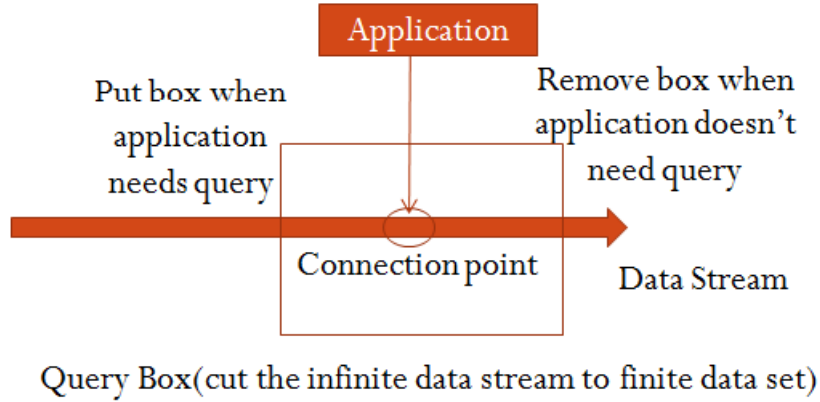 Application
Put box when
application
needs query
Remove box when
application doesn't
need query
Connection point
Data Stream
Query Box(cut the infinite data stream to finite data set)